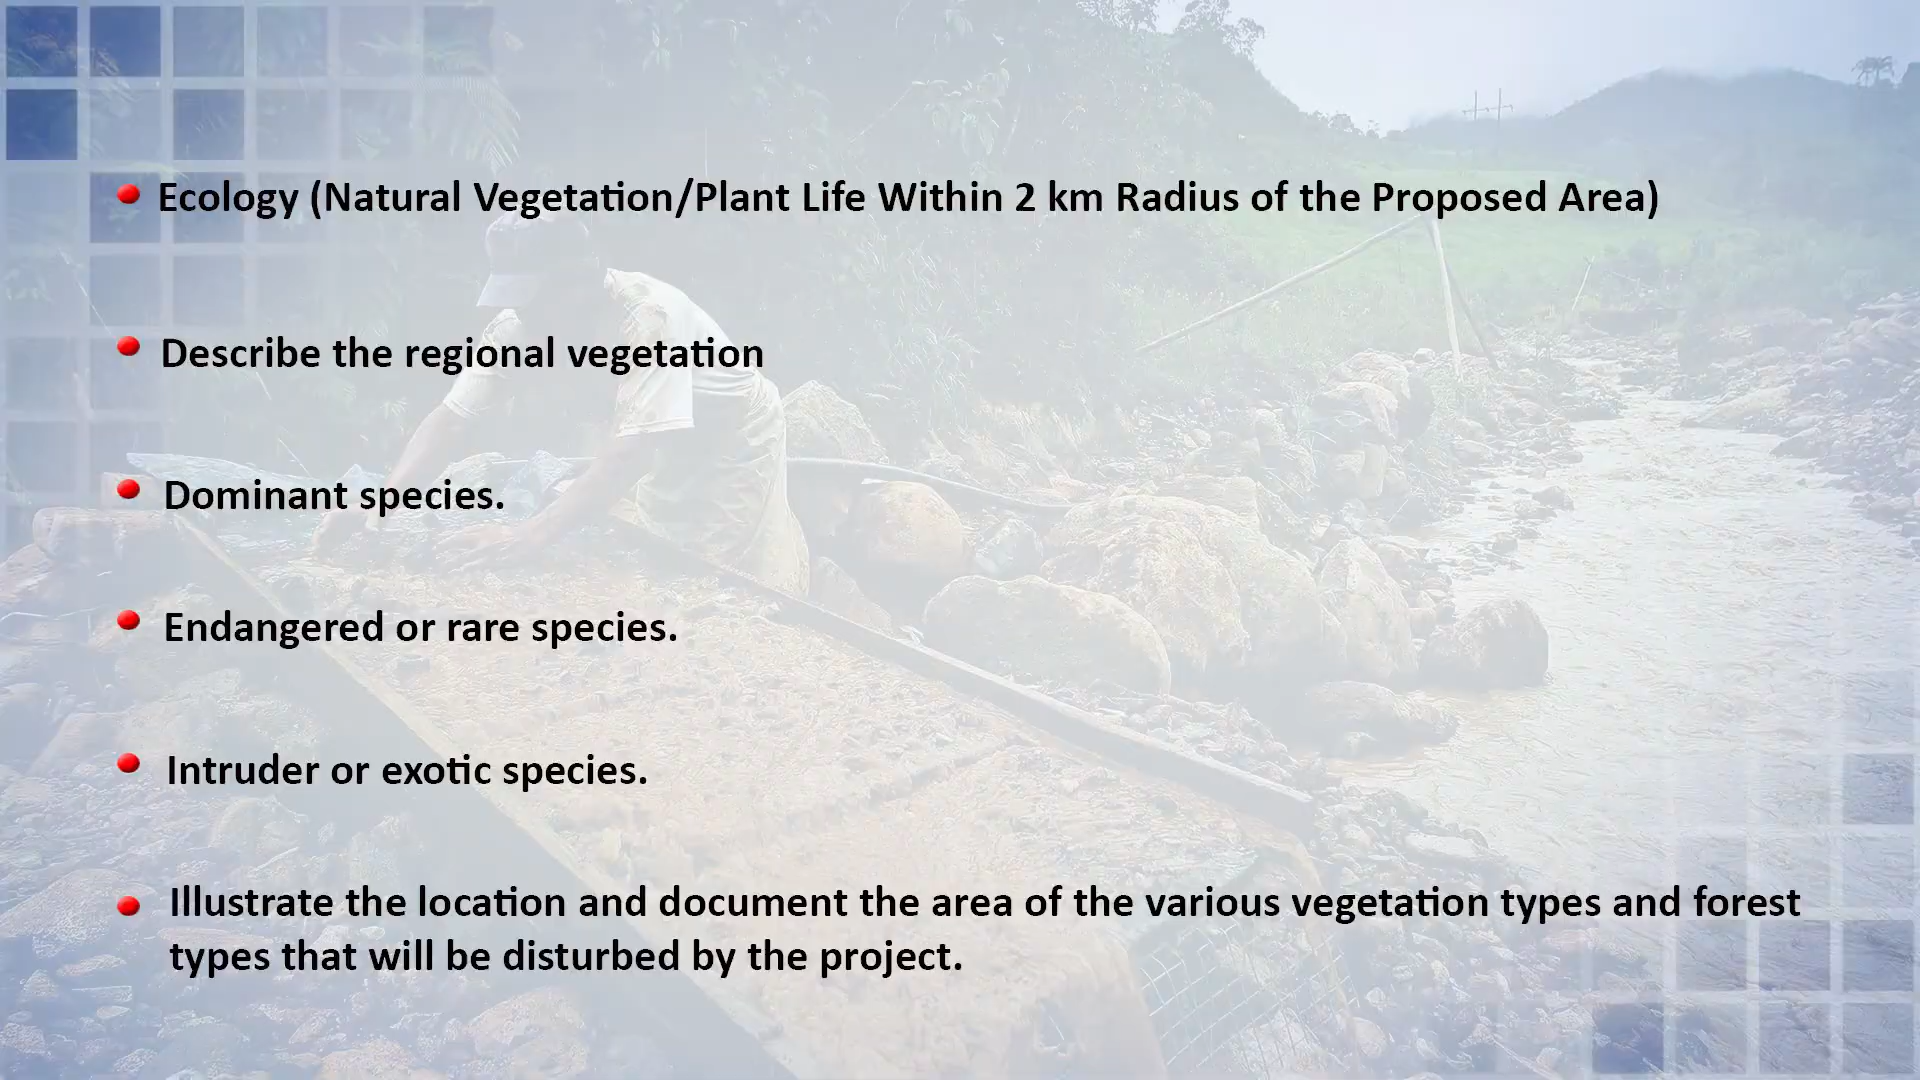 Ecology (Natural Vegetation/Plant Life Within 2 km Radius of the Proposed Area)
Describe the regional vegetation
Dominant species.
Endangered or rare species.
Intruder or exotic species.
Illustrate the location and document the area of the various vegetation types and forest
types that will be disturbed by the project.